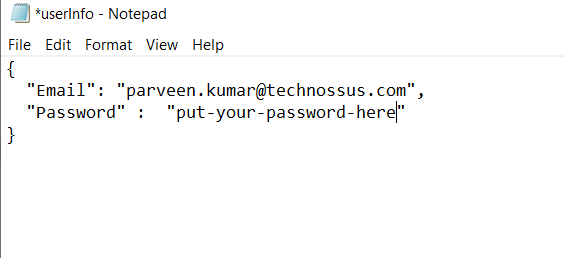 *userInfo - Notepad
File Edit Format View Help
{
  "Email": "parveen.kumar@technossus.com",
  "Password" :  "put-your-password-here"
}